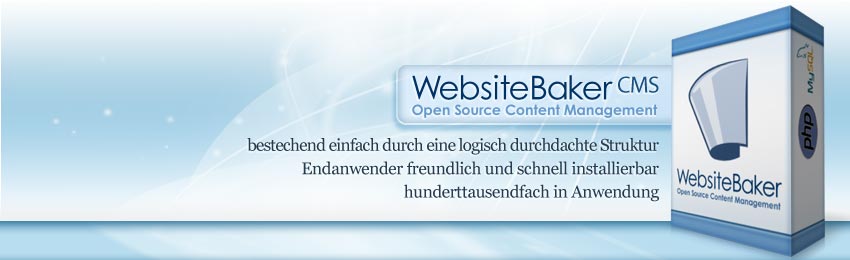 WebsiteBaker CMS
Open Source Content Management
bestechend einfach durch eine logisch durchdachte Struktur
Endanwender freundlich und schnell installierbar
hunderttausendfach in Anwendung
WebsiteBaker
Open Source Content Management
MySQL
php